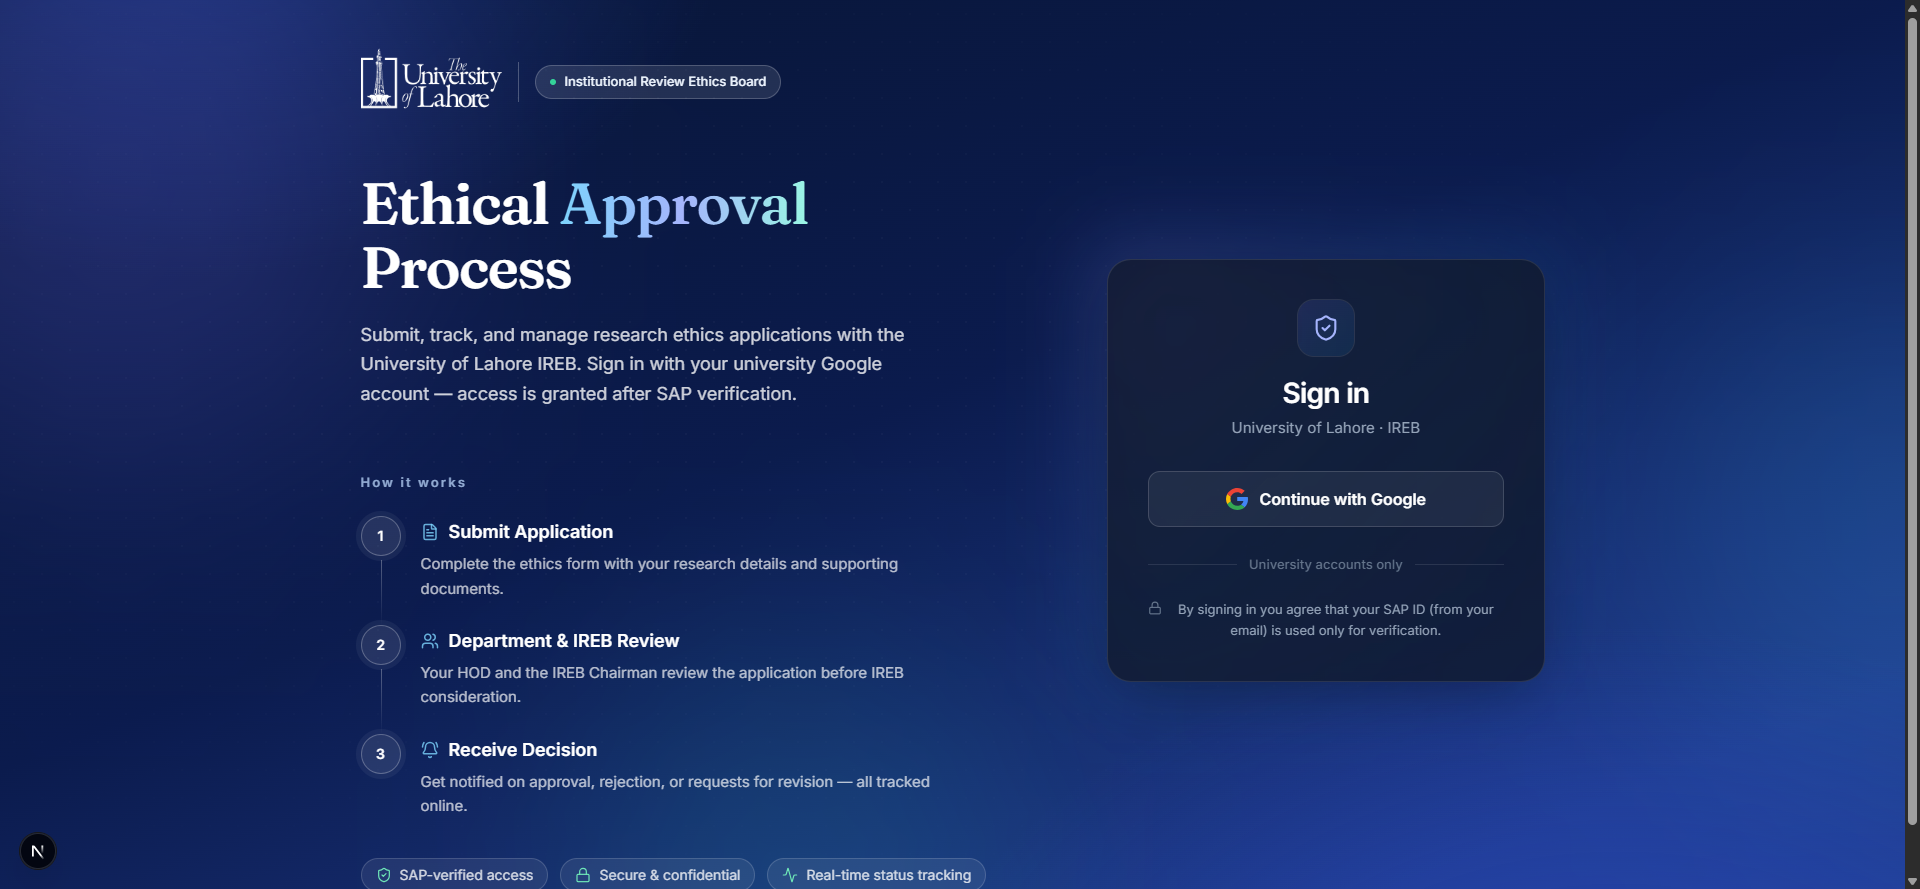 The
University
of Lahore
Institutional Review Ethics Board
Ethical Approval
Process
Submit, track, and manage research ethics applications with the
University of Lahore IREB. Sign in with your university Google
account — access is granted after SAP verification.
How it works
1
Submit Application
Complete the ethics form with your research details and supporting
documents.
2
Department & IREB Review
Your HOD and the IREB Chairman review the application before IREB
consideration.
3
Receive Decision
Get notified on approval, rejection, or requests for revision — all tracked
online.
SAP-verified access
Secure & confidential
Real-time status tracking
Sign in
University of Lahore · IREB
Continue with Google
University accounts only
By signing in you agree that your SAP ID (from your
email) is used only for verification.
N